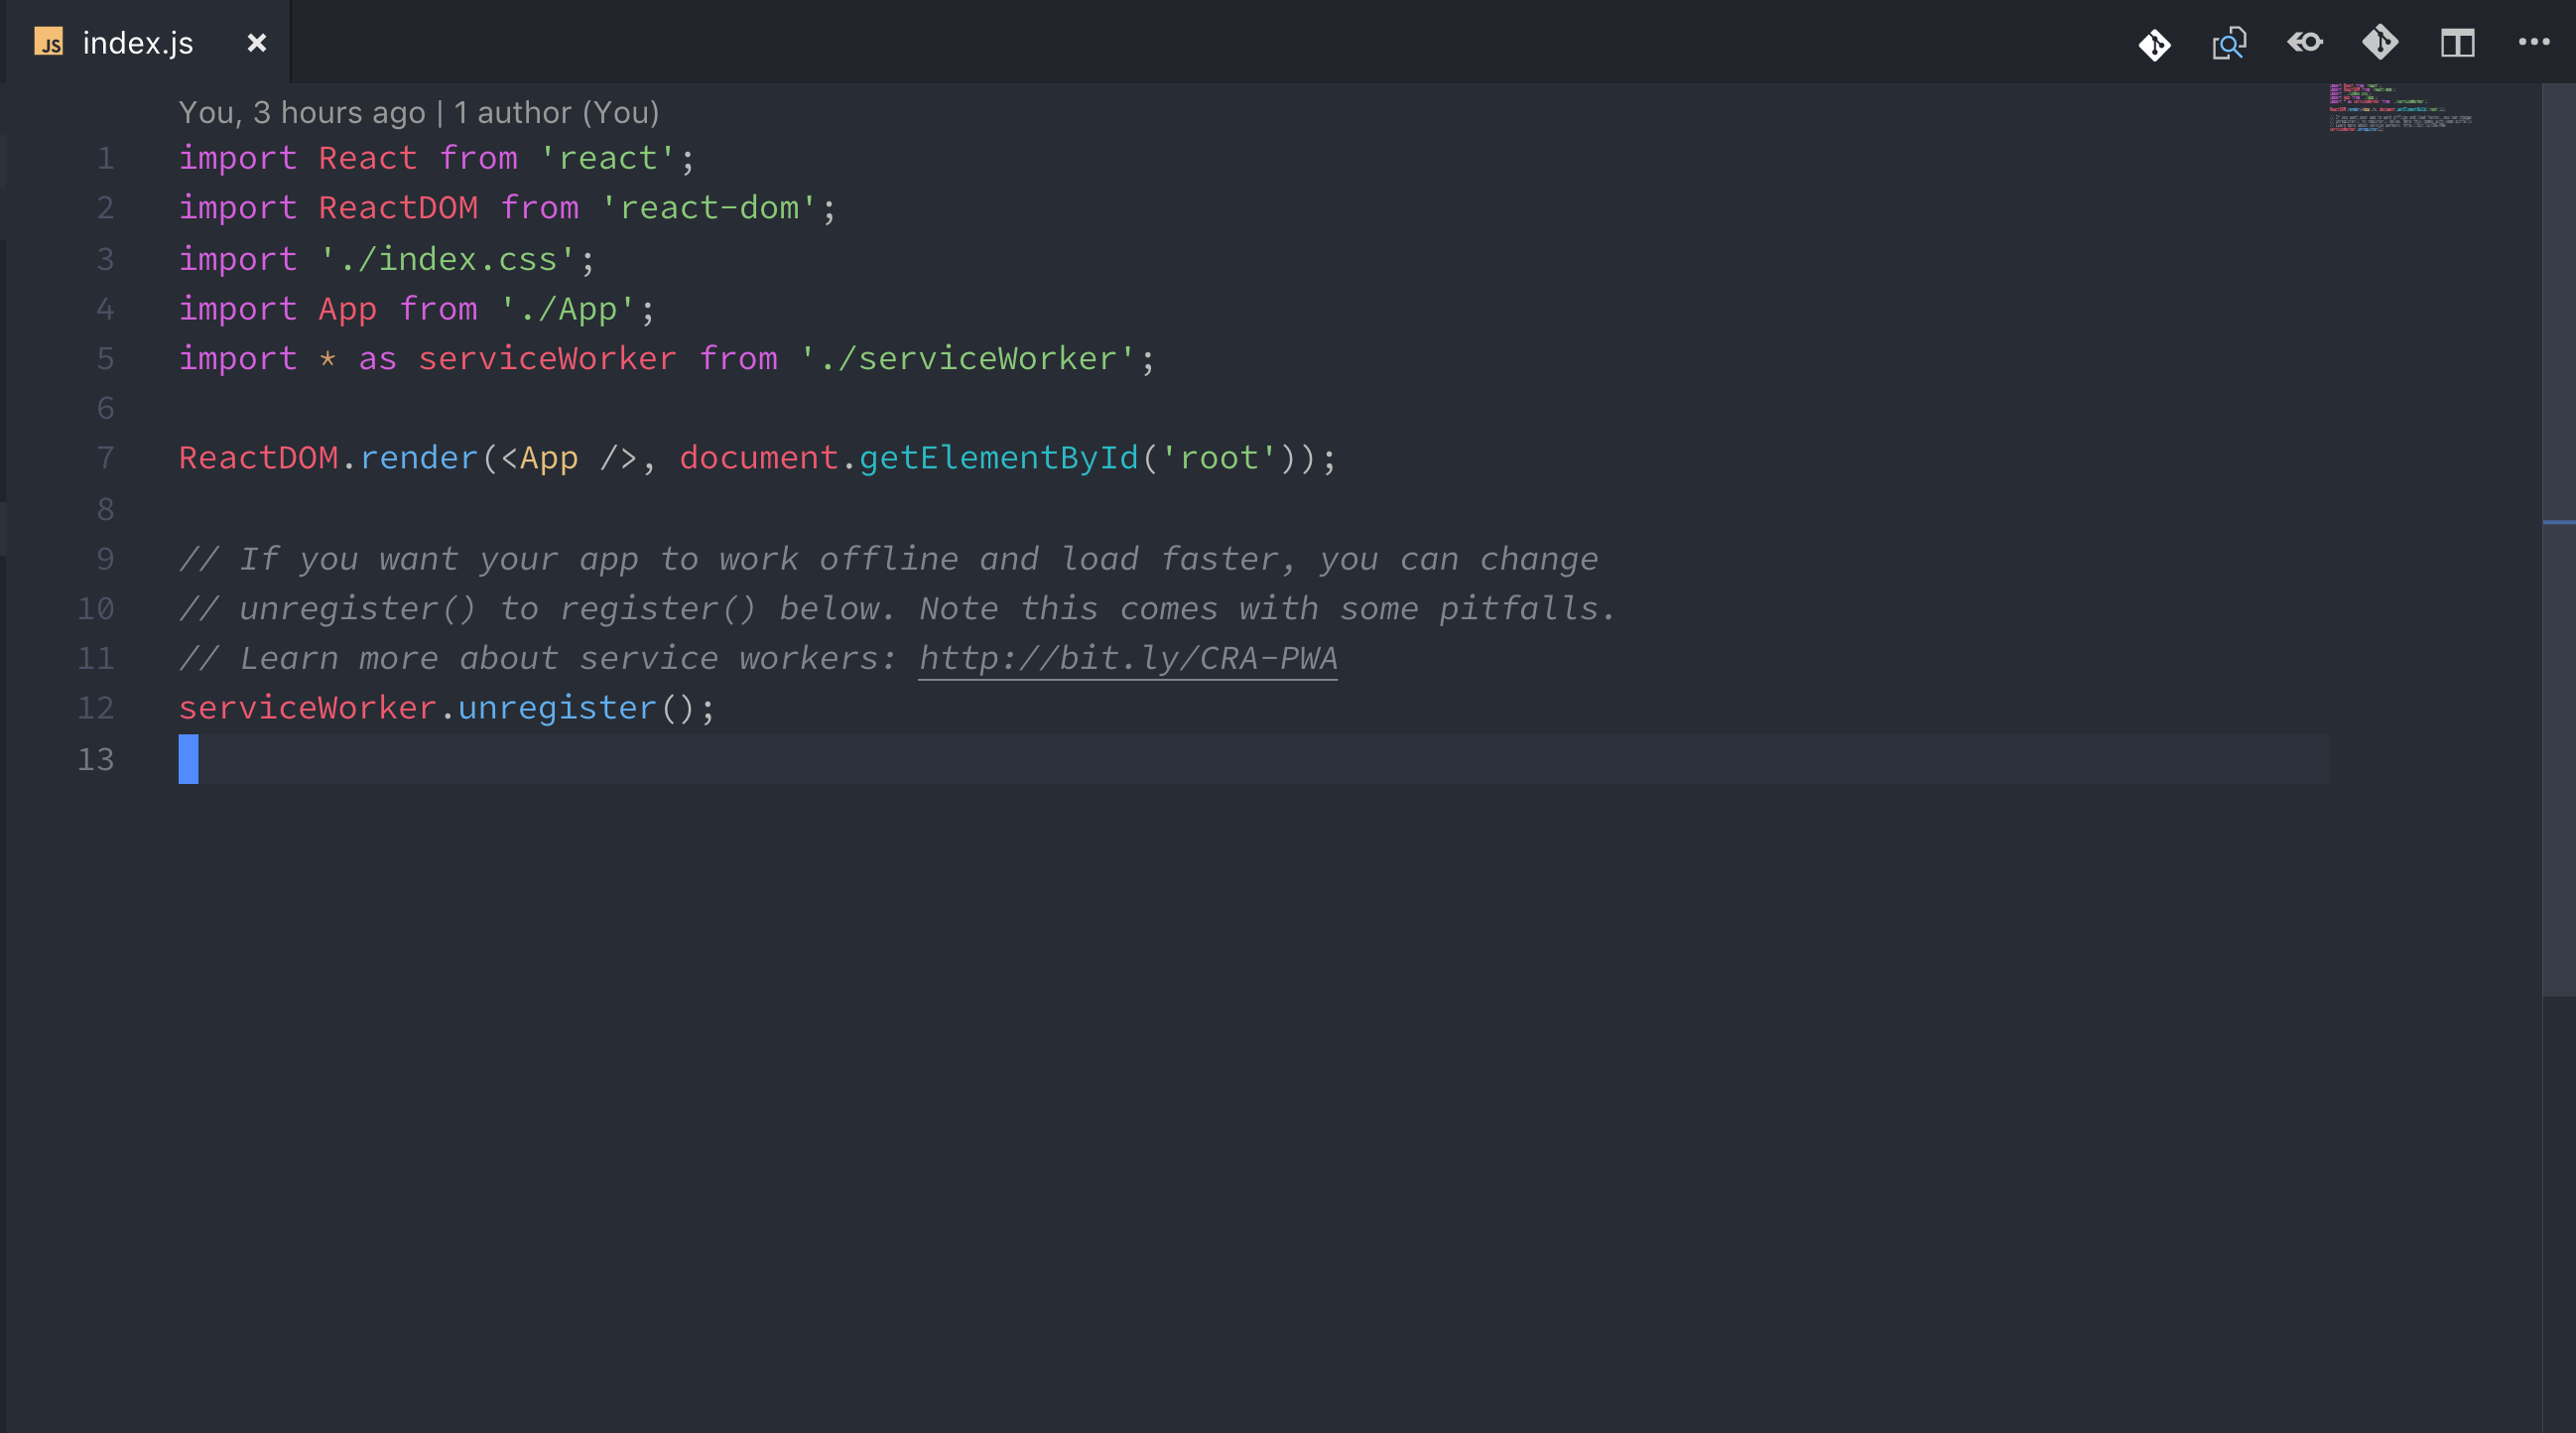 JS index.js ×
You, 3 hours ago | 1 author (You)
1 import React from 'react';
2 import ReactDOM from 'react-dom';
3 import './index.css';
4 import App from './App';
5 import * as serviceWorker from './serviceWorker';
6
7 ReactDOM.render(<App />, document.getElementById('root'));
8
9 // If you want your app to work offline and load faster, you can change
10 // unregister() to register() below. Note this comes with some pitfalls.
11 // Learn more about service workers: http://bit.ly/CRA-PWA
12 serviceWorker.unregister();
13